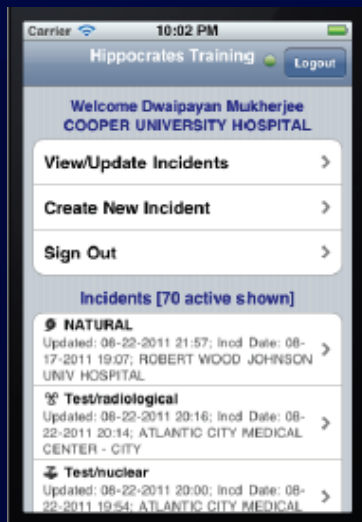 Carrier 10:02 PM
Hippocrates Training Logout
Welcome Dwaipayan Mukherjee
COOPER UNIVERSITY HOSPITAL
View/Update Incidents
Create New Incident
Sign Out
Incidents [70 active shown]
NATURAL
Updated: 08-22-2011 21:57; Incd Date: 08-
17-2011 19:07; ROBERT WOOD JOHNSON
UNIV HOSPITAL
Test/radiological
Updated: 08-22-2011 20:16; Incd Date: 08-
22-2011 20:14; ATLANTIC CITY MEDICAL
CENTER - CITY
Test/nuclear
Updated: 08-22-2011 20:00; Incd Date: 08-
22-2011 19:54; ATLANTIC CITY MEDICAL